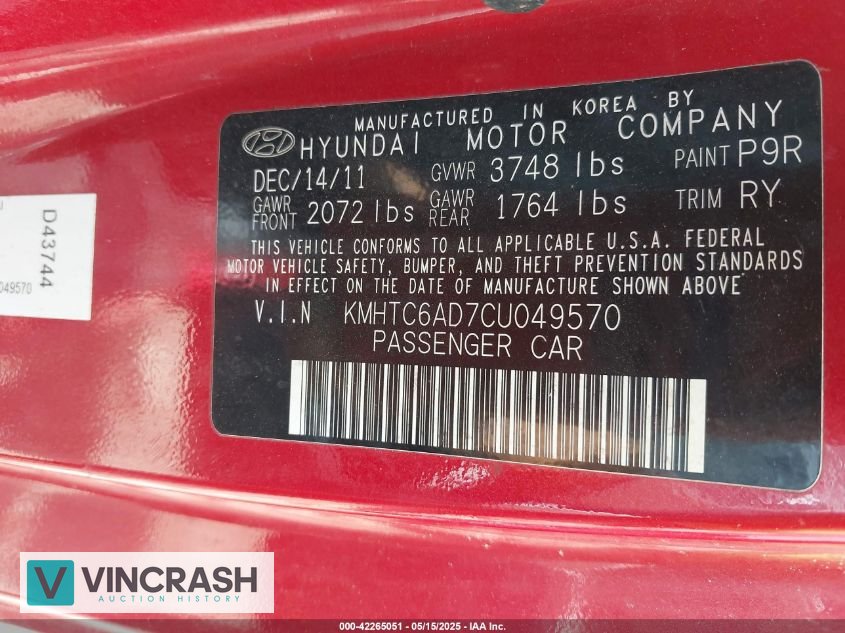 MANUFACTURED IN KOREA BY
HYUNDAI MOTOR COMPANY
DEC/14/11 GVWR 3748 lbs PAINT P9R
GAWR FRONT 2072 lbs GAWR REAR 1764 lbs TRIM RY
THIS VEHICLE CONFORMS TO ALL APPLICABLE U.S.A. FEDERAL
MOTOR VEHICLE SAFETY, BUMPER, AND THEFT PREVENTION STANDARDS
IN EFFECT ON THE DATE OF MANUFACTURE SHOWN ABOVE
V.I.N KMHTC6AD7CU049570
PASSENGER CAR
D43744
049570
V VINCRASH
AUCTION HISTORY
000-42265051 - 05/15/2025 - IAA Inc.